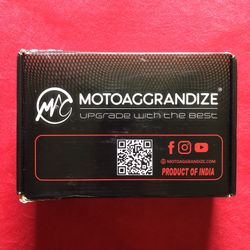 MOTOAGGRANDIZE®
UPGRADE WITH THE BEST
MOTOAGGRANDIZE.COM
PRODUCT OF INDIA